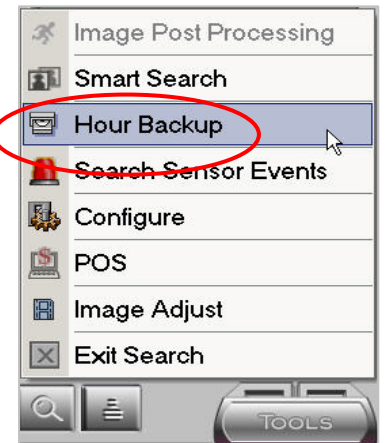 Image Post Processing
Smart Search
Hour Backup
Search Sensor Events
Configure
POS
Image Adjust
Exit Search
TOOLS